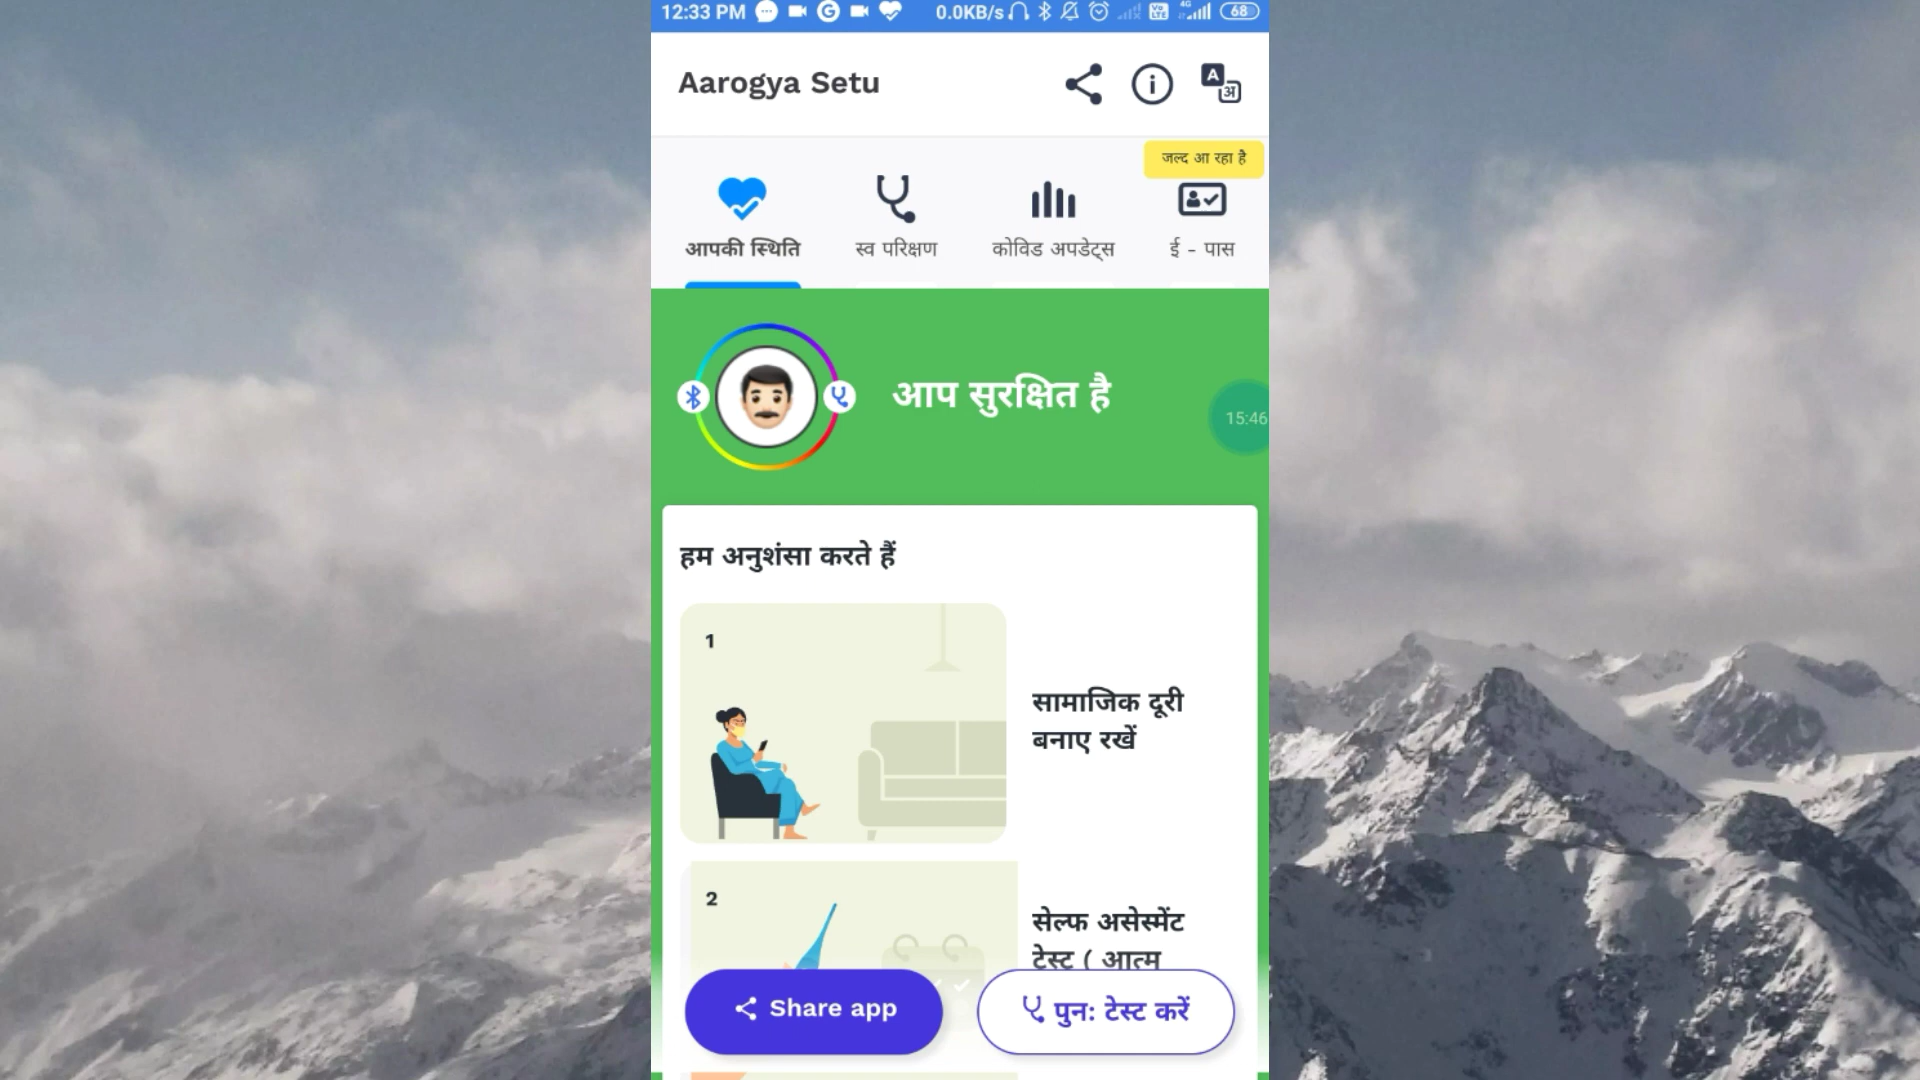 12:33 PM 0.0KB/s 4G 68
Aarogya Setu
जल्द आ रहा है
आपकी स्थिति स्व परिक्षण कोविड अपडेट्स ई - पास
आप सुरक्षित है
15:46
हम अनुशंसा करते हैं
1
सामाजिक दूरी
बनाए रखें
2
सेल्फ असेस्मेंट
टेस्ट ( आत्म
Share app पुन: टेस्ट करें